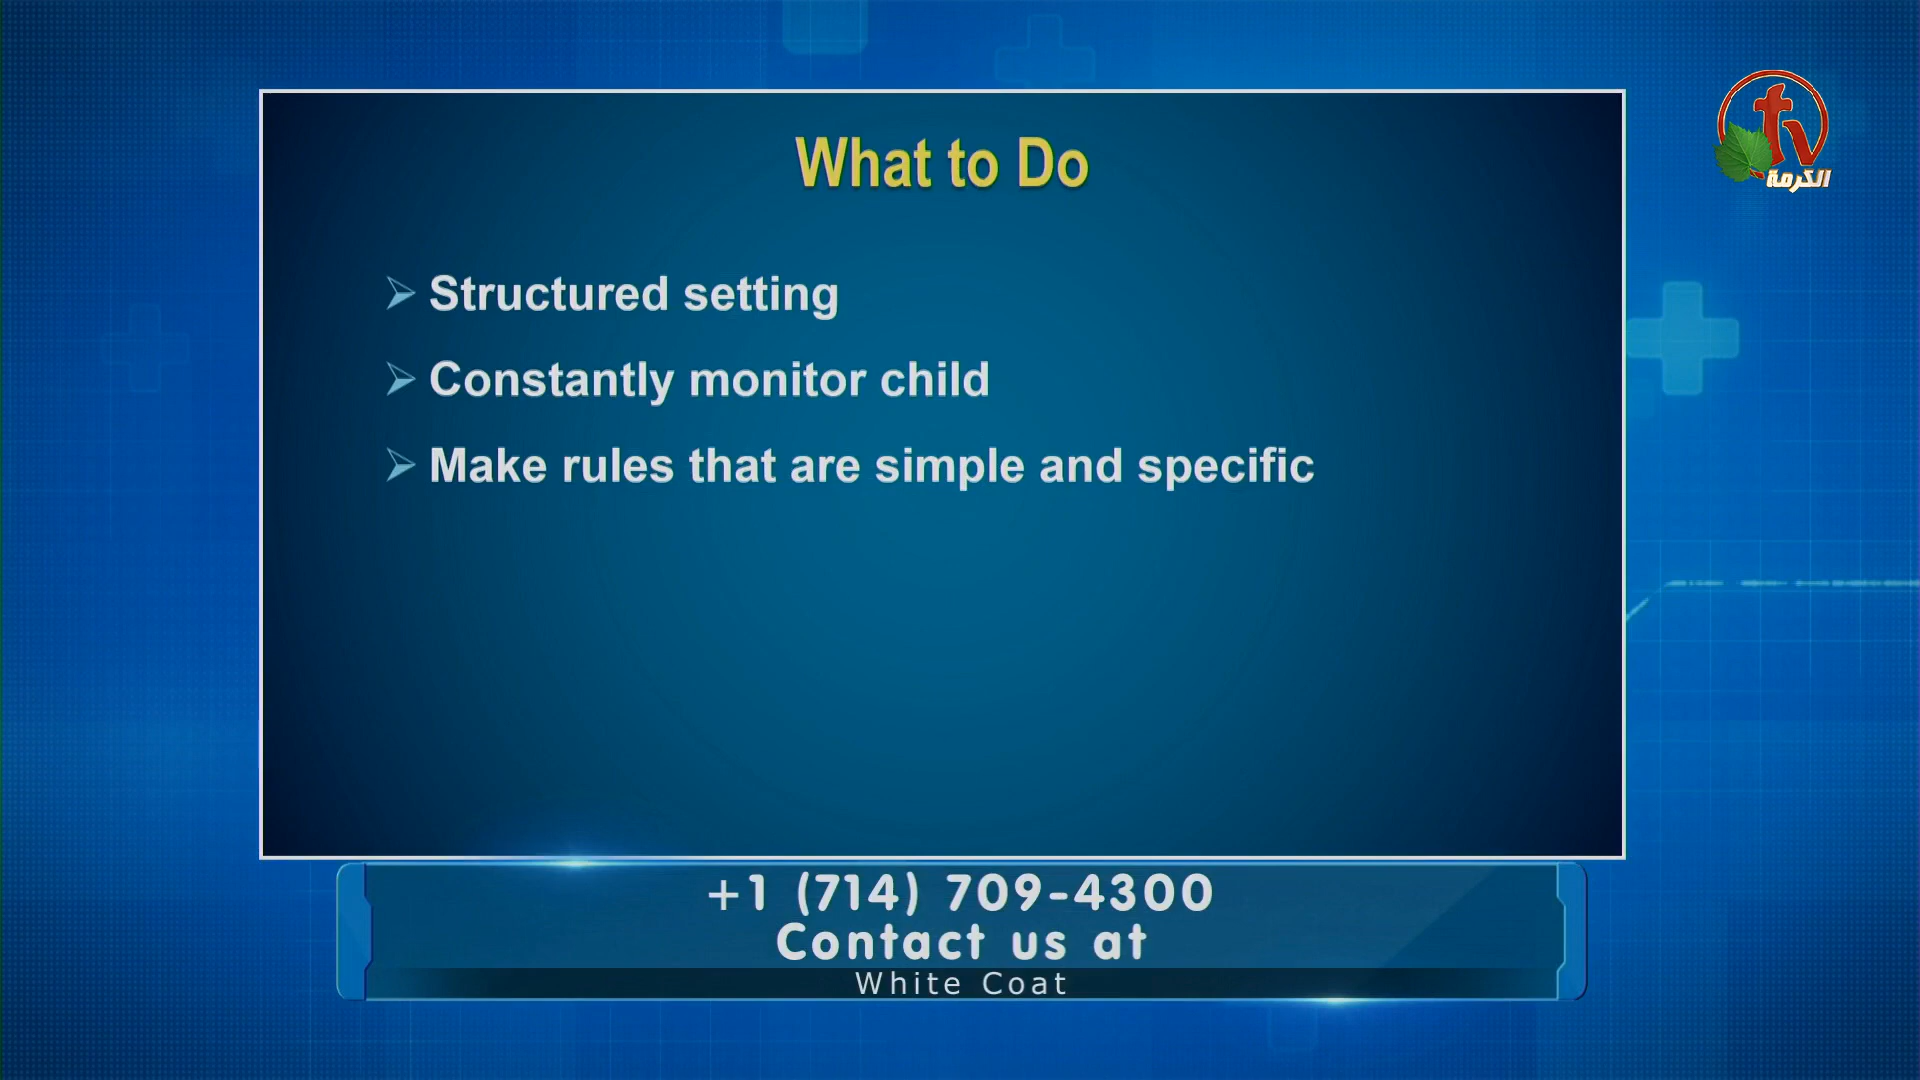 What to Do
Structured setting
Constantly monitor child
Make rules that are simple and specific
+1 (714) 709-4300
Contact us at
White Coat
tv
الكرمة